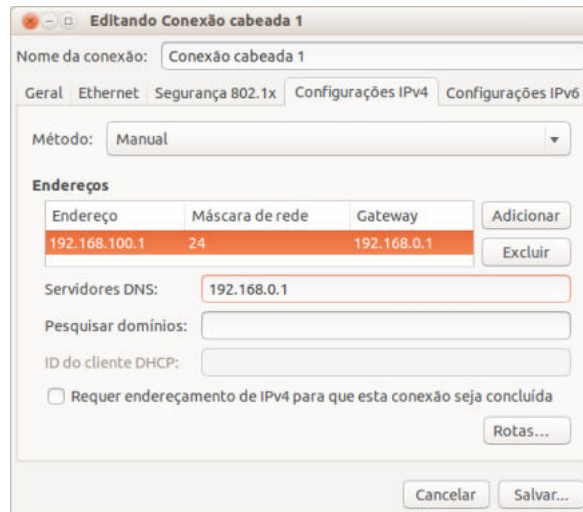 Editando Conexão cabeada 1
Nome da conexão: Conexão cabeada 1
Geral Ethernet Segurança 802.1x Configurações IPv4 Configurações IPv6
Método: Manual
Endereços
Endereço Máscara de rede Gateway Adicionar
192.168.100.1 24 192.168.0.1
Excluir
Servidores DNS: 192.168.0.1
Pesquisar domínios:
ID do cliente DHCP:
Requer endereçamento de IPv4 para que esta conexão seja concluída
Rotas...
Cancelar Salvar...